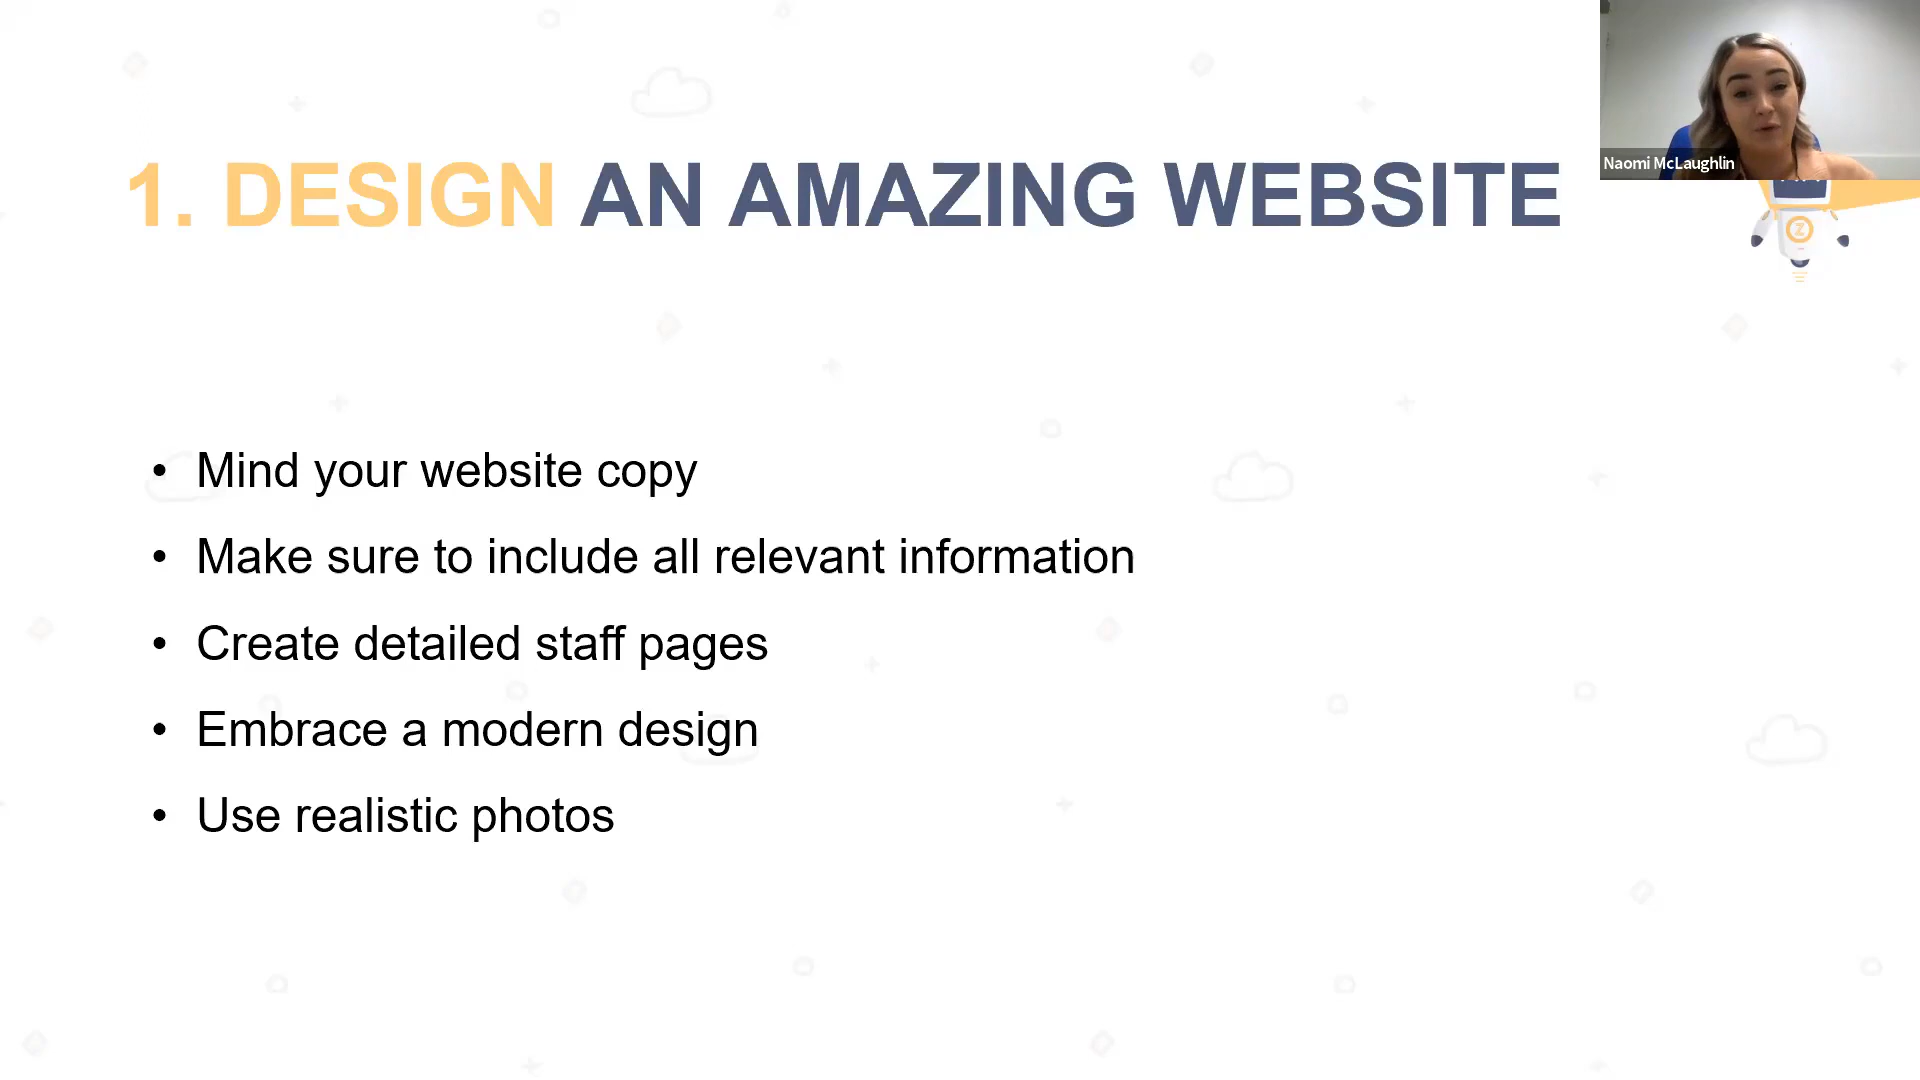 1. DESIGN AN AMAZING WEBSITE
Naomi McLaughlin
Z
• Mind your website copy
• Make sure to include all relevant information
• Create detailed staff pages
• Embrace a modern design
• Use realistic photos